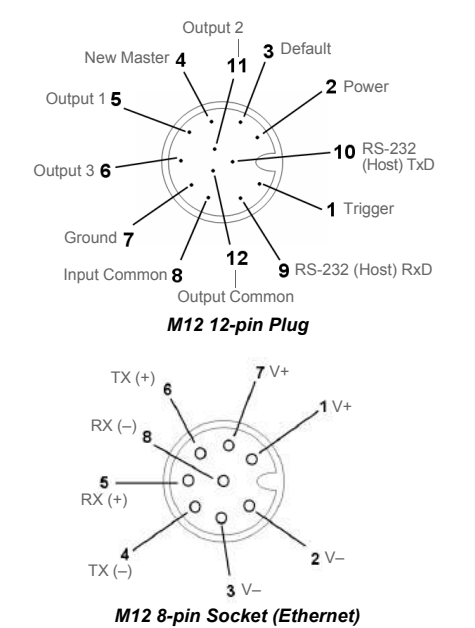 Output 2
11
3 Default
New Master 4
2 Power
Output 1 5
10 RS-232
(Host) TxD
Output 3 6
1 Trigger
Ground 7
12
Input Common 8
9 RS-232 (Host) RxD
Output Common
M12 12-pin Plug
7 V+
TX (+)
6
1 V+
RX (–)
8
5
RX (+)
4
TX (–)
2 V–
3 V–
M12 8-pin Socket (Ethernet)